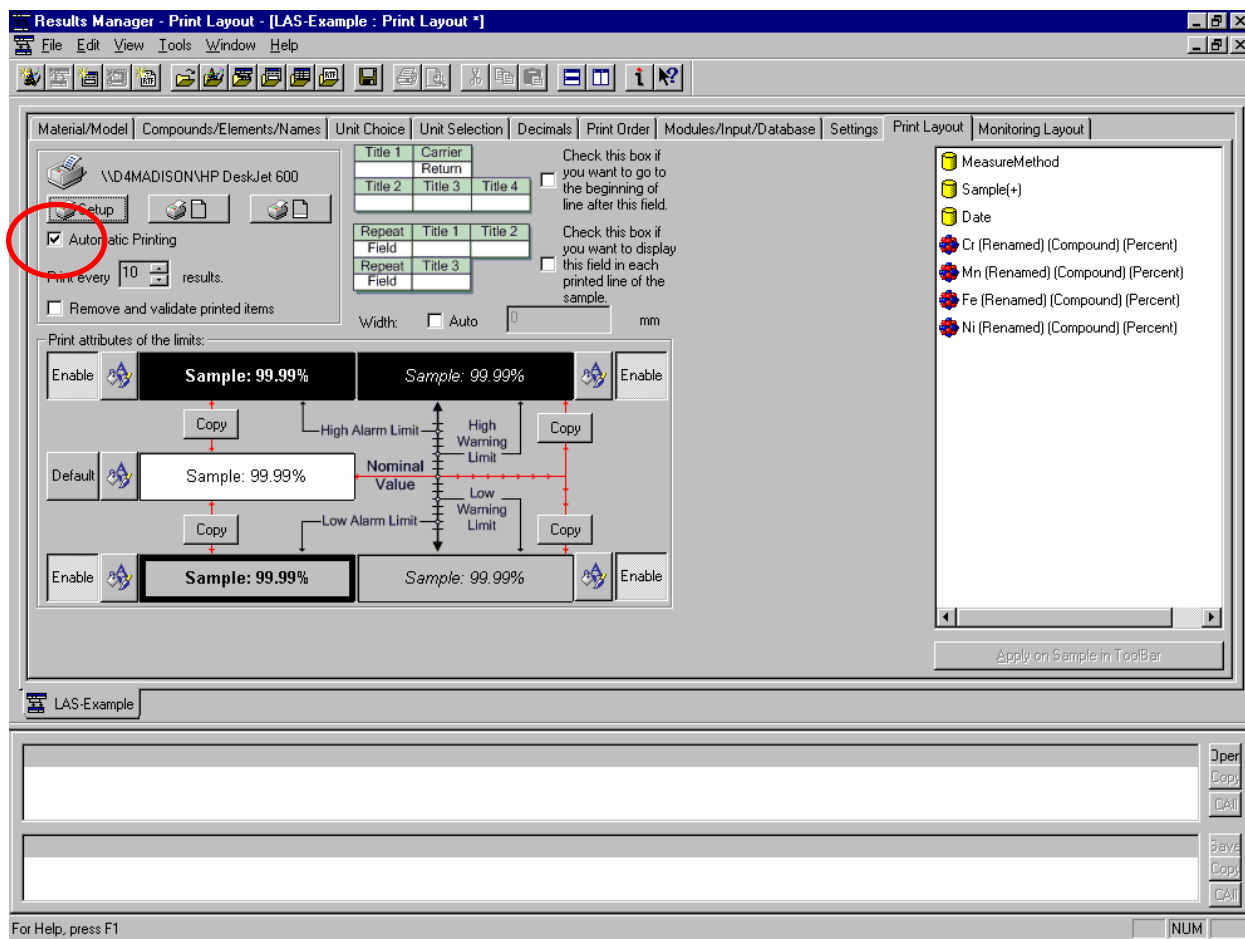 Results Manager - Print Layout - [LAS-Example : Print Layout *]
File Edit View Tools Window Help
RTF RTF
Material/Model Compounds/Elements/Names Unit Choice Unit Selection Decimals Print Order Modules/Input/Database Settings Print Layout Monitoring Layout
\\D4MADISON\HP DeskJet 600
Setup
Automatic Printing
Print every 10 results.
Remove and validate printed items
Title 1 Carrier
Return
Title 2 Title 3 Title 4
Check this box if
you want to go to
the beginning of
line after this field.
Repeat Title 1 Title 2
Field
Repeat Title 3
Field
Check this box if
you want to display
this field in each
printed line of the
sample.
Width: Auto 0 mm
Print attributes of the limits:
Enable Sample: 99.99% Sample: 99.99% Enable
Copy High Alarm Limit High Warning Limit Copy
Default Sample: 99.99% Nominal Value
Copy Low Alarm Limit Low Warning Limit Copy
Enable Sample: 99.99% Sample: 99.99% Enable
MeasureMethod
Sample(+)
Date
Cr (Renamed) (Compound) (Percent)
Mn (Renamed) (Compound) (Percent)
Fe (Renamed) (Compound) (Percent)
Ni (Renamed) (Compound) (Percent)
Apply on Sample in ToolBar
LAS-Example
Open
Copy
CAll
Save
Copy
CAll
For Help, press F1
NUM